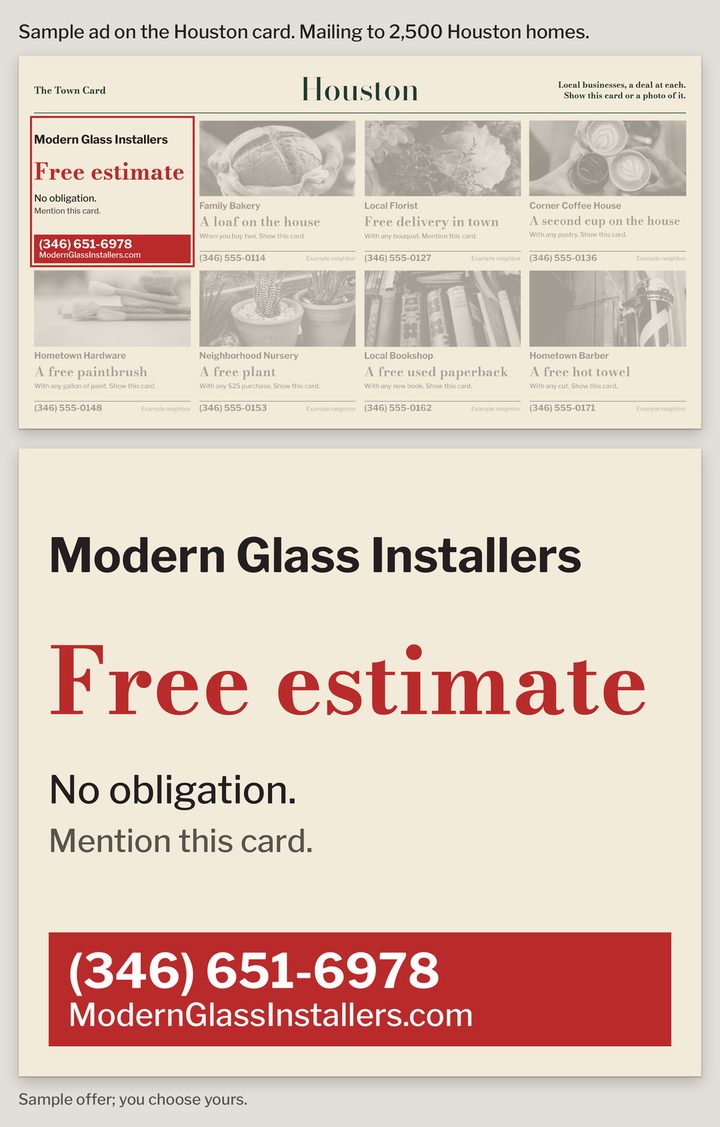 Sample ad on the Houston card. Mailing to 2,500 Houston homes.
The Town Card
Houston
Local businesses, a deal at each.
Show this card or a photo of it.
Modern Glass Installers
Free estimate
No obligation.
Mention this card.
(346) 651-6978
ModernGlassInstallers.com
Family Bakery
A loaf on the house
When you buy two. Show this card.
(346) 555-0114
Example neighbor
Local Florist
Free delivery in town
With any bouquet. Mention this card.
(346) 555-0127
Example neighbor
Corner Coffee House
A second cup on the house
With any pastry. Show this card.
(346) 555-0136
Example neighbor
Hometown Hardware
A free paintbrush
With any gallon of paint. Show this card.
(346) 555-0148
Example neighbor
Neighborhood Nursery
A free plant
With any $25 purchase. Show this card.
(346) 555-0153
Example neighbor
Local Bookshop
A free used paperback
With any new book. Show this card.
(346) 555-0162
Example neighbor
Hometown Barber
A free hot towel
With any cut. Show this card.
(346) 555-0171
Example neighbor
Modern Glass Installers
Free estimate
No obligation.
Mention this card.
(346) 651-6978
ModernGlassInstallers.com
Sample offer; you choose yours.